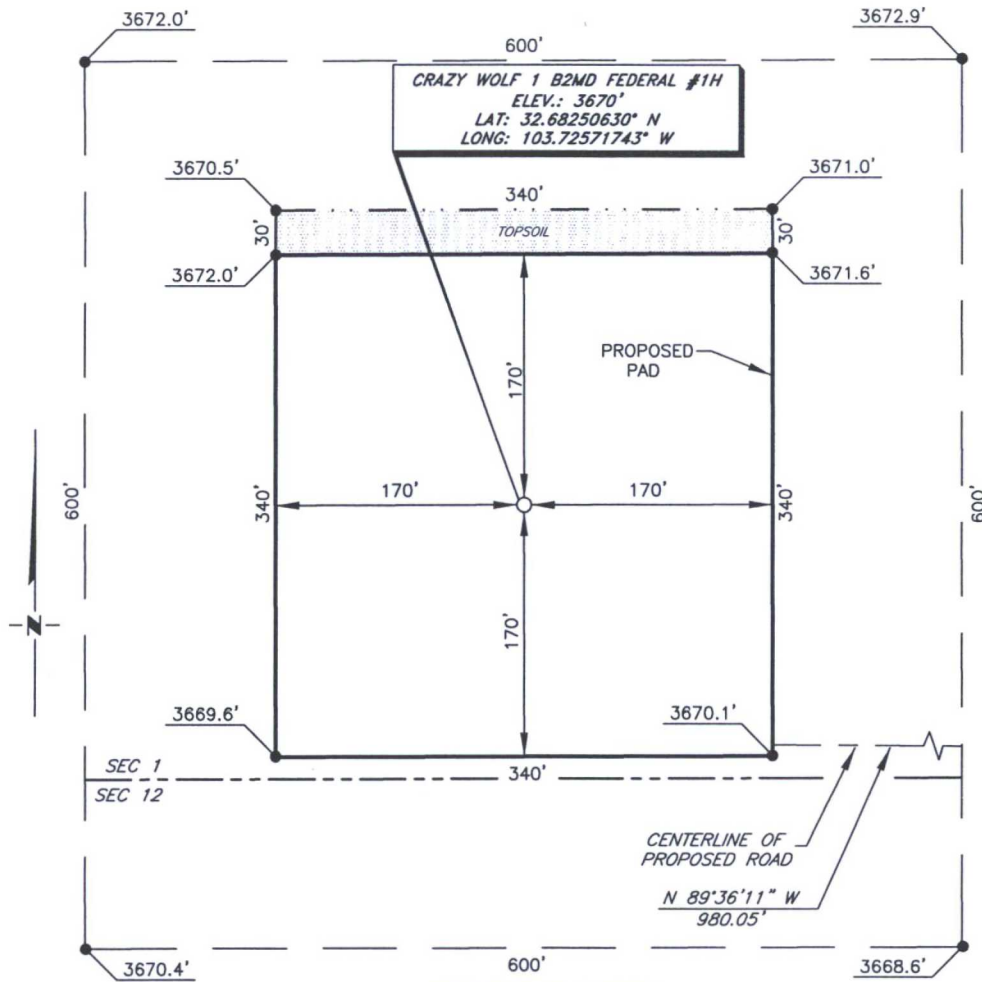 3672.0'
3672.9'
600'
CRAZY WOLF 1 B2MD FEDERAL #1H
ELEV.: 3670'
LAT: 32.68250630° N
LONG: 103.72571743° W
3670.5'
3671.0'
340'
30'
TOPSOIL
30'
3672.0'
3671.6'
PROPOSED
PAD
170'
600'
340'
170'
170'
340'
600'
N
170'
3669.6'
3670.1'
SEC 1
340'
SEC 12
CENTERLINE OF
PROPOSED ROAD
N 89°36'11" W
980.05'
3670.4'
600'
3668.6'